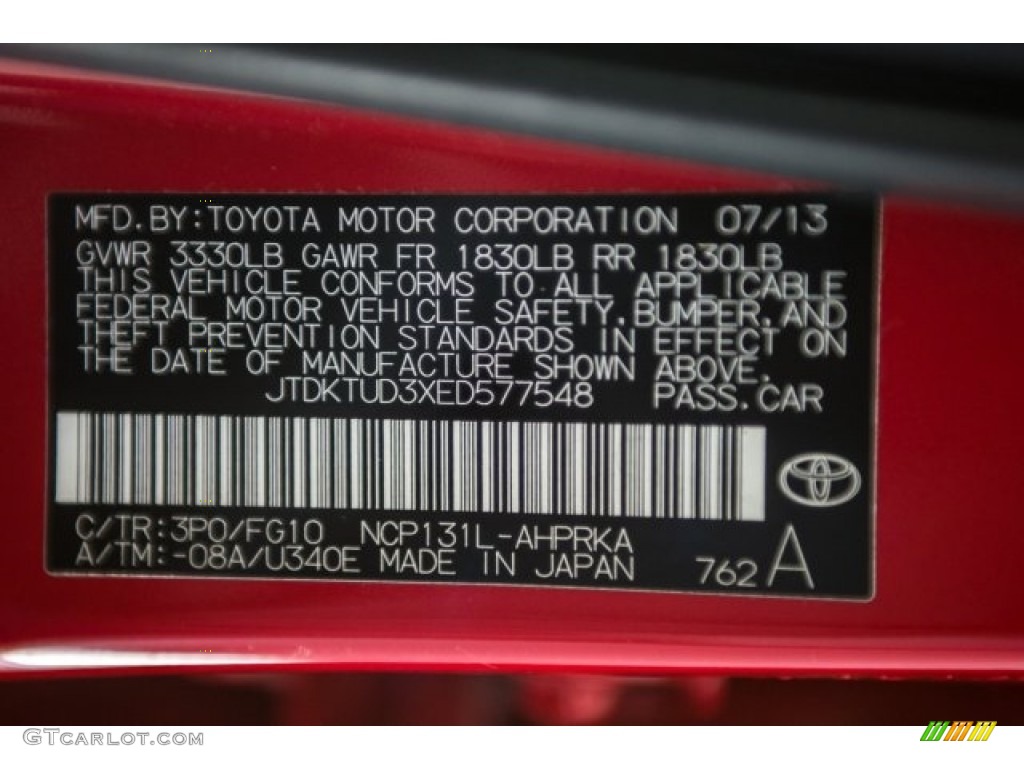 MFD.BY:TOYOTA MOTOR CORPORATION 07/13
GVWR 3330LB GAWR FR 1830LB RR 1830LB
THIS VEHICLE CONFORMS TO ALL APPLICABLE
FEDERAL MOTOR VEHICLE SAFETY,BUMPER,AND
THEFT PREVENTION STANDARDS IN EFFECT ON
THE DATE OF MANUFACTURE SHOWN ABOVE.
JTDKTUD3XED577548 PASS.CAR
C/TR:3P0/FG10 NCP131L-AHPRKA
A/TM:-08A/U340E MADE IN JAPAN 762 A
GTCarlot.com